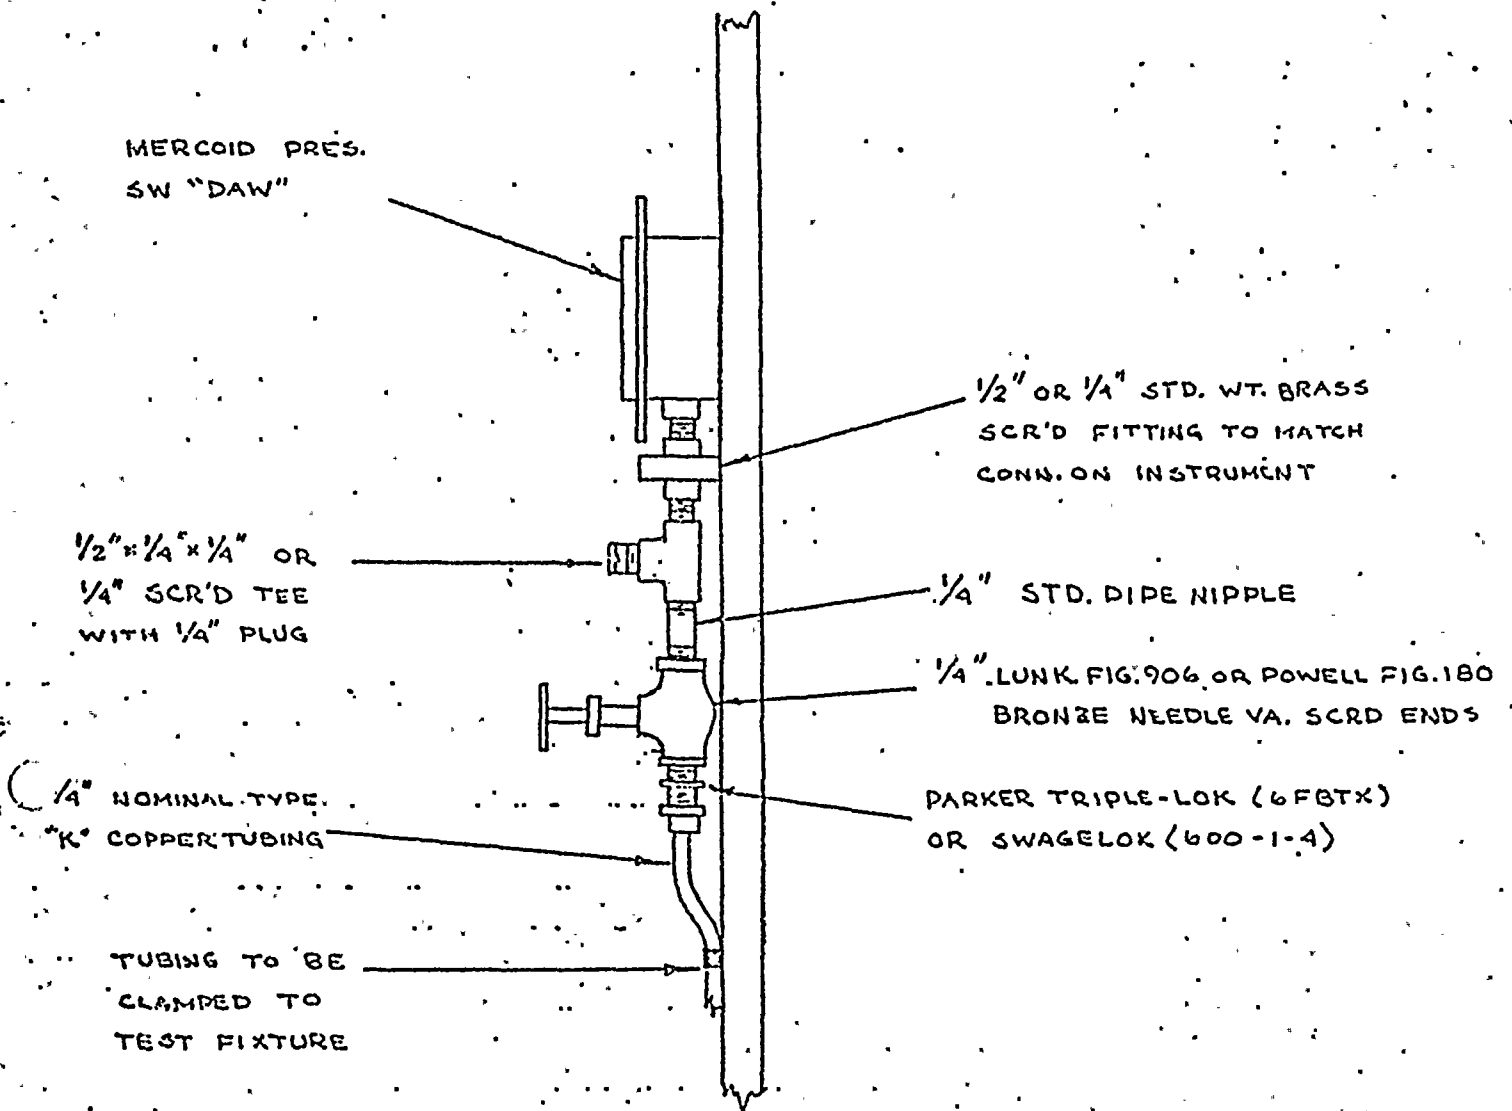 MERCOID PRES.
SW "DAW"
1/2" OR 1/4" STD. WT. BRASS
SCR'D FITTING TO MATCH
CONN. ON INSTRUMENT
1/2" x 1/4" x 1/4" OR
1/4" SCR'D TEE
WITH 1/4" PLUG
1/4" STD. PIPE NIPPLE
1/4" LUNK. FIG. 906 OR POWELL FIG. 180
BRONZE NEEDLE VA. SCRD ENDS
1/4" NOMINAL TYPE
"K" COPPER TUBING
PARKER TRIPLE-LOK (6FBTX)
OR SWAGELOK (600-1-4)
TUBING TO BE
CLAMPED TO
TEST FIXTURE